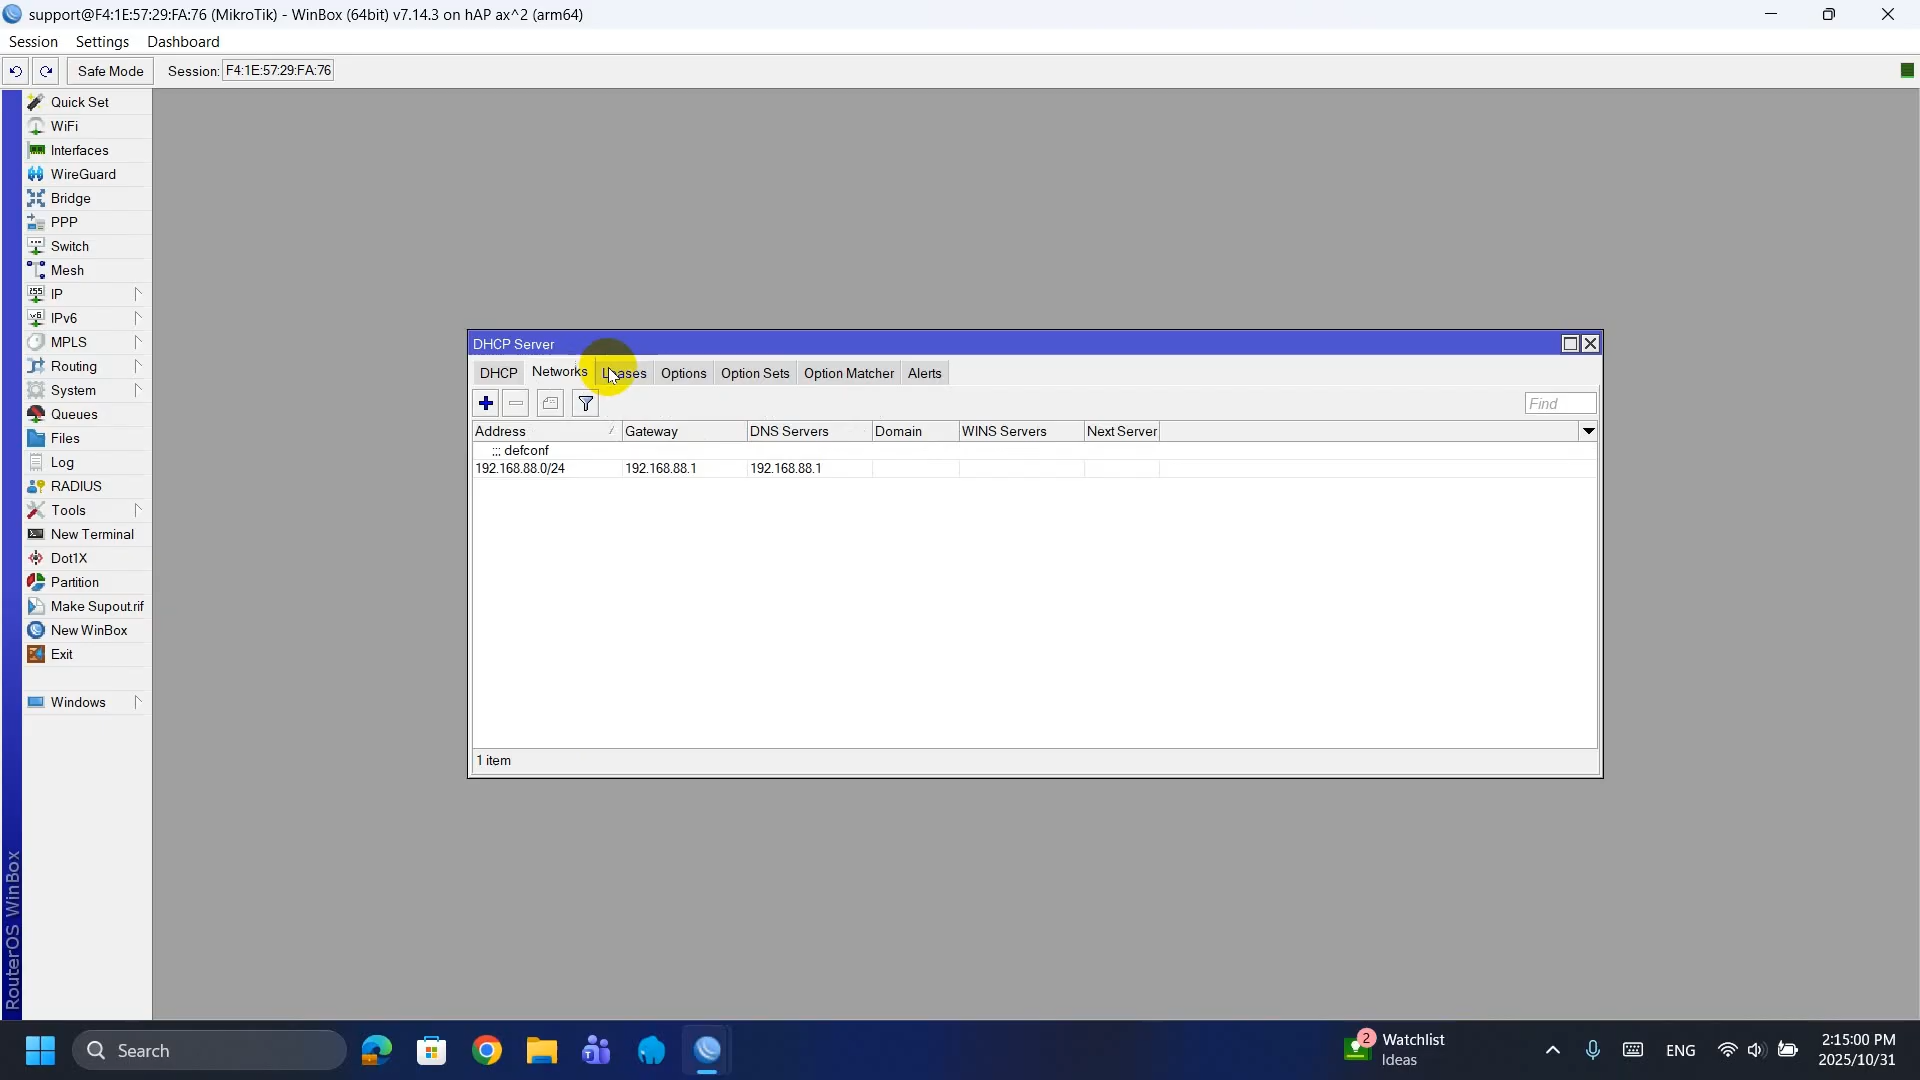 support@F4:1E:57:29:FA:76 (MikroTik) - WinBox (64bit) v7.14.3 on hAP ax^2 (arm64)
Session Settings Dashboard
Safe Mode Session: F4:1E:57:29:FA:76
Quick Set
WiFi
Interfaces
WireGuard
Bridge
PPP
Switch
Mesh
IP
IPv6
MPLS
Routing
System
Queues
Files
Log
RADIUS
Tools
New Terminal
Dot1X
Partition
Make Supout.rif
New WinBox
Exit
Windows
RouterOS WinBox
DHCP Server
DHCP Networks Leases Options Option Sets Option Matcher Alerts
Find
Address Gateway DNS Servers Domain WINS Servers Next Server
;;; defconf
192.168.88.0/24 192.168.88.1 192.168.88.1
1 item
Search
2 Watchlist
Ideas
ENG
2:15:00 PM
2025/10/31